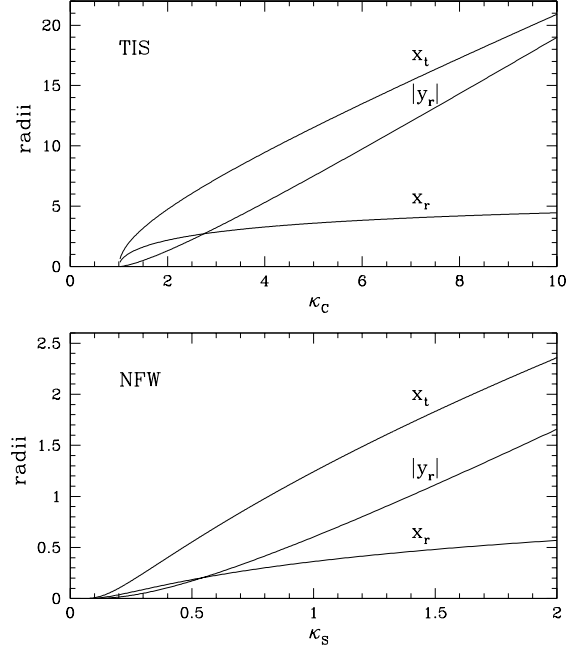 20
TIS
x_t
15
|y_r|
radii
10
x_r
5
0
0 2 4 6 8 10
κ_C
2.5
NFW
x_t
2
1.5
|y_r|
radii
1
x_r
0.5
0
0 0.5 1 1.5 2
κ_S